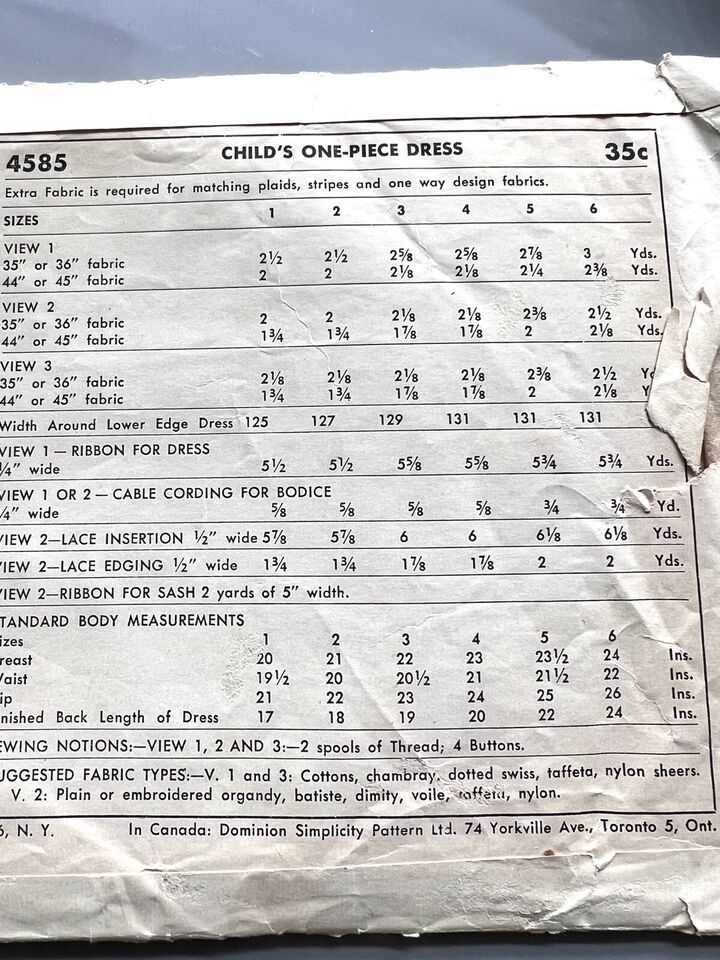 4585 CHILD'S ONE-PIECE DRESS 35c
Extra Fabric is required for matching plaids, stripes and one way design fabrics.
SIZES 1 2 3 4 5 6
VIEW 1
35" or 36" fabric 2½ 2½ 2⅝ 2⅝ 2⅞ 3 Yds.
44" or 45" fabric 2 2 2⅛ 2⅛ 2¼ 2⅜ Yds.
VIEW 2
35" or 36" fabric 2 2 2⅛ 2⅛ 2⅜ 2½ Yds.
44" or 45" fabric 1¾ 1¾ 1⅞ 1⅞ 2 2⅛ Yds.
VIEW 3
35" or 36" fabric 2⅛ 2⅛ 2⅛ 2⅛ 2⅜ 2½ Yd
44" or 45" fabric 1¾ 1¾ 1⅞ 1⅞ 2 2⅛ Y
Width Around Lower Edge Dress 125 127 129 131 131 131
VIEW 1 — RIBBON FOR DRESS
¼" wide 5½ 5½ 5⅝ 5⅝ 5¾ 5¾ Yds.
VIEW 1 OR 2 — CABLE CORDING FOR BODICE
¼" wide ⅝ ⅝ ⅝ ⅝ ¾ ¾ Yd.
VIEW 2—LACE INSERTION ½" wide 5⅞ 5⅞ 6 6 6⅛ 6⅛ Yds.
VIEW 2—LACE EDGING ½" wide 1¾ 1¾ 1⅞ 1⅞ 2 2 Yds.
VIEW 2—RIBBON FOR SASH 2 yards of 5" width.
TANDARD BODY MEASUREMENTS
izes 1 2 3 4 5 6
reast 20 21 22 23 23½ 24 Ins.
aist 19½ 20 20½ 21 21½ 22 Ins.
ip 21 22 23 24 25 26 Ins.
nished Back Length of Dress 17 18 19 20 22 24 Ins.
EWING NOTIONS:—VIEW 1, 2 AND 3:—2 spools of Thread; 4 Buttons.
UGGESTED FABRIC TYPES:—V. 1 and 3: Cottons, chambray, dotted swiss, taffeta, nylon sheers.
V. 2: Plain or embroidered organdy, batiste, dimity, voile, taffeta, nylon.
6, N. Y. In Canada: Dominion Simplicity Pattern Ltd. 74 Yorkville Ave., Toronto 5, Ont.